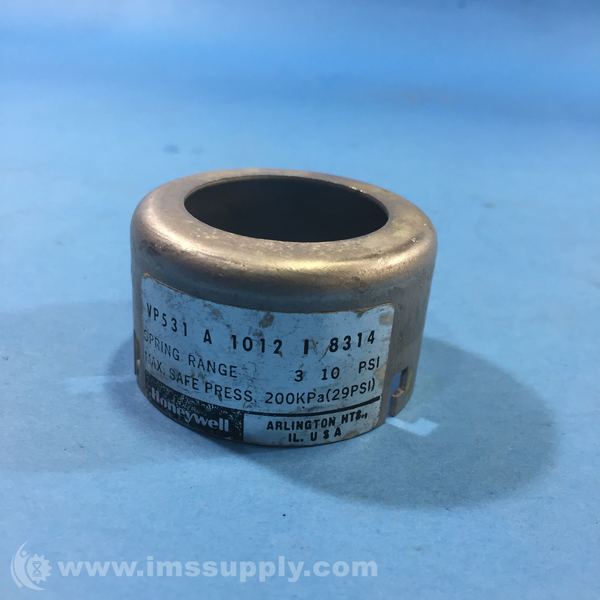 VP531 A 1012 1 8314
SPRING RANGE 3 10 PSI
MAX. SAFE PRESS. 200KPa(29PSI)
Honeywell
ARLINGTON HTS.,
IL. U S A
www.imssupply.com